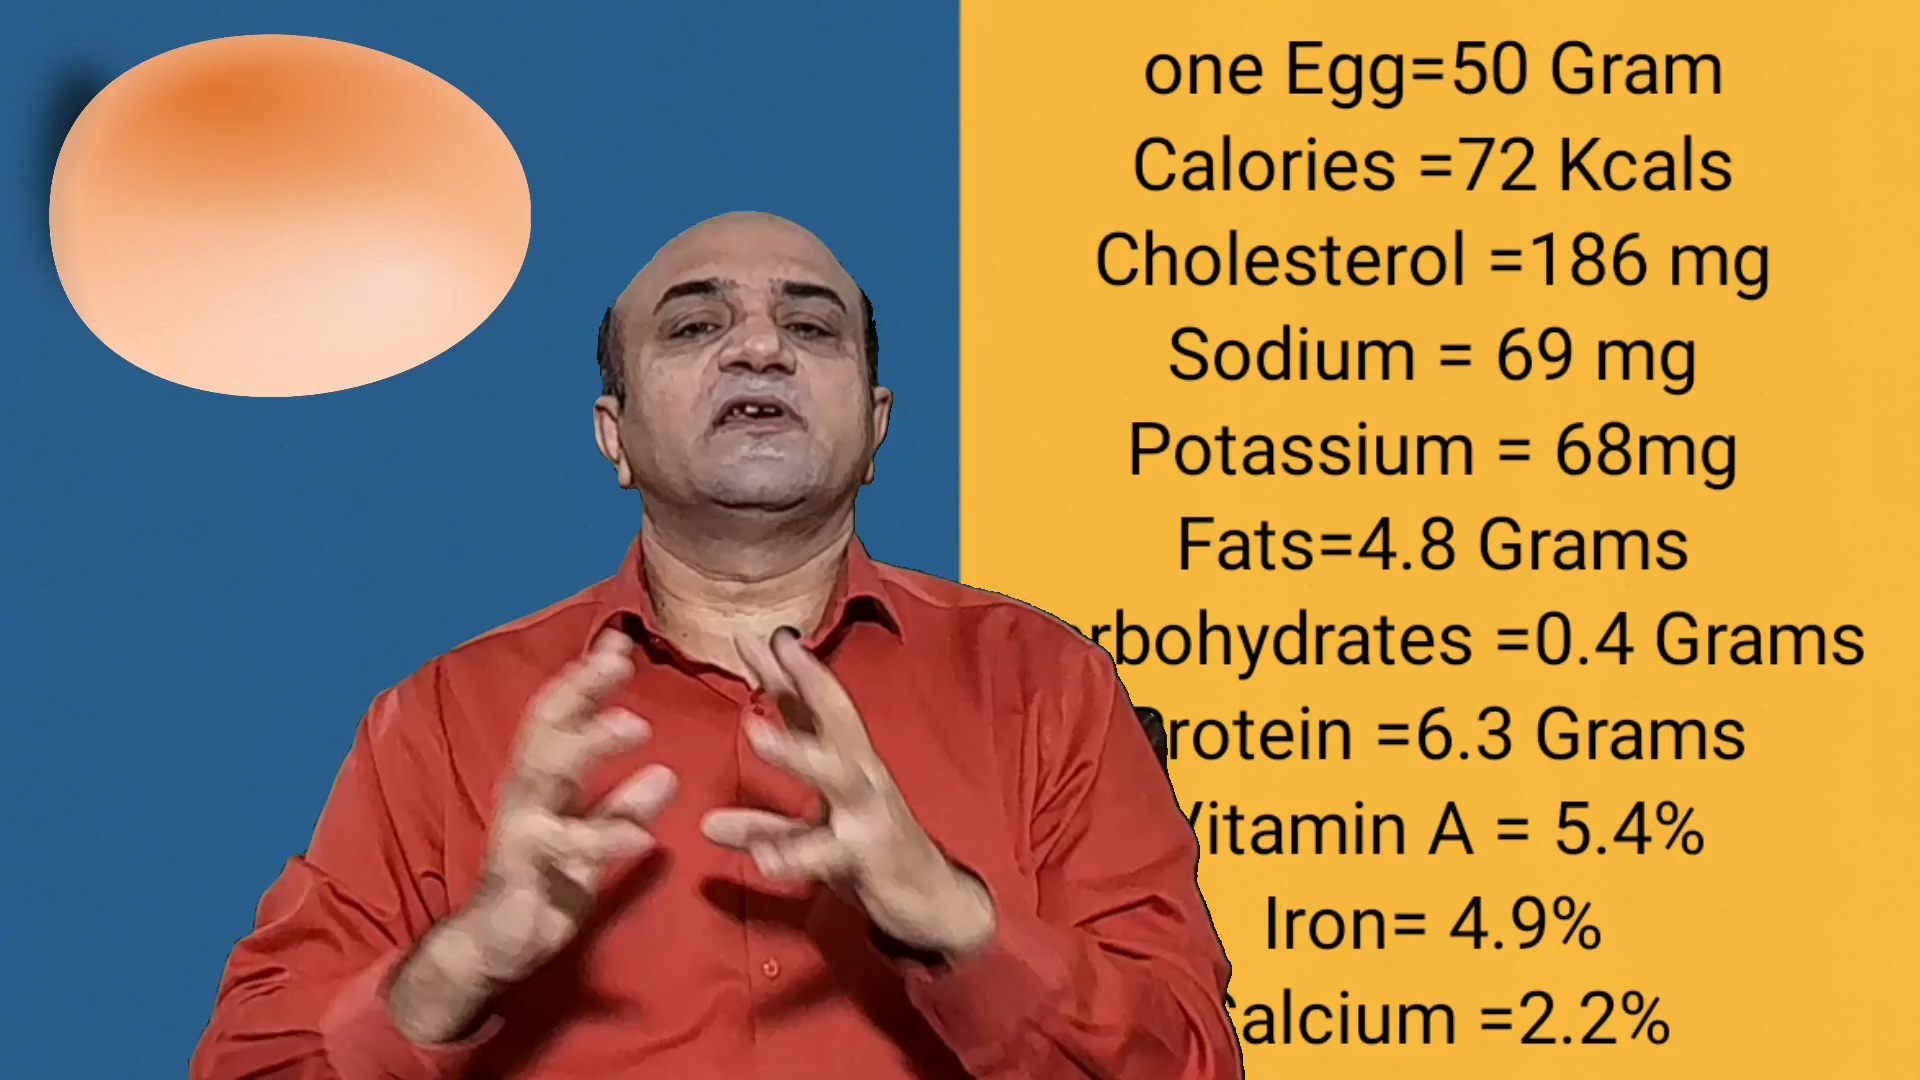 one Egg=50 Gram
Calories =72 Kcals
Cholesterol =186 mg
Sodium = 69 mg
Potassium = 68mg
Fats=4.8 Grams
rbohydrates =0.4 Grams
rotein =6.3 Grams
Vitamin A = 5.4%
Iron= 4.9%
alcium =2.2%